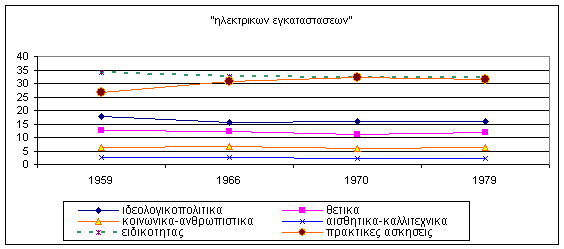 "ηλεκτρικων εγκαταστασεων"
40
35
30
25
20
15
10
5
0
1959 1966 1970 1979
ιδεολογικοπολιτικα θετικα
κοινωνικα-ανθρωπιστικα αισθητικα-καλλιτεχνικα
ειδικοτητας πρακτικες ασκησεις